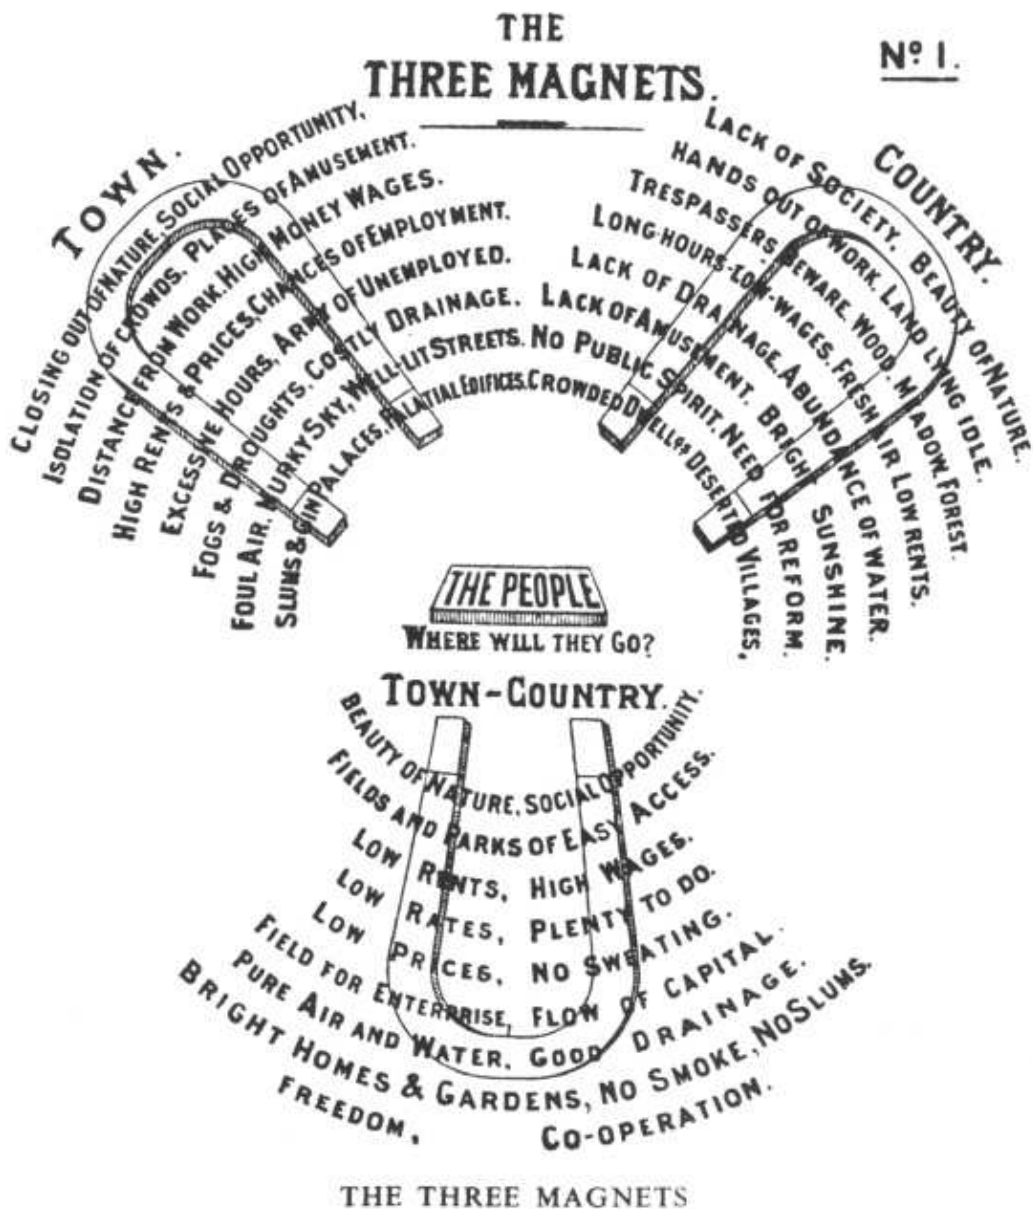 THE
THREE MAGNETS.
Nº 1.
TOWN.
CLOSING OUT OF NATURE. SOCIAL OPPORTUNITY.
ISOLATION OF CROWDS. PLACES OF AMUSEMENT.
DISTANCE FROM WORK. HIGH MONEY WAGES.
HIGH RENTS & PRICES. CHANCES OF EMPLOYMENT.
EXCESSIVE HOURS. ARMY OF UNEMPLOYED.
FOGS & DROUGHTS. COSTLY DRAINAGE.
FOUL AIR. MURKY SKY. WELL-LIT STREETS.
SLUMS & GIN PALACES. PALATIAL EDIFICES.
COUNTRY.
LACK OF SOCIETY. BEAUTY OF NATURE.
HANDS OUT OF WORK. LAND LYING IDLE.
TRESPASSERS BEWARE. WOOD, MEADOW, FOREST.
LONG HOURS-LOW WAGES. FRESH AIR LOW RENTS.
LACK OF DRAINAGE. ABUNDANCE OF WATER.
LACK OF AMUSEMENT. BRIGHT SUNSHINE.
NO PUBLIC SPIRIT. NEED FOR REFORM.
CROWDED DWELLGS. DESERTED VILLAGES,
THE PEOPLE
WHERE WILL THEY GO?
TOWN-COUNTRY.
BEAUTY OF NATURE, SOCIAL OPPORTUNITY.
FIELDS AND PARKS OF EASY ACCESS.
LOW RENTS, HIGH WAGES.
LOW RATES, PLENTY TO DO.
LOW PRICES, NO SWEATING.
FIELD FOR ENTERPRISE, FLOW OF CAPITAL.
PURE AIR AND WATER, GOOD DRAINAGE.
BRIGHT HOMES & GARDENS, NO SMOKE, NO SLUMS.
FREEDOM, CO-OPERATION.
THE THREE MAGNETS